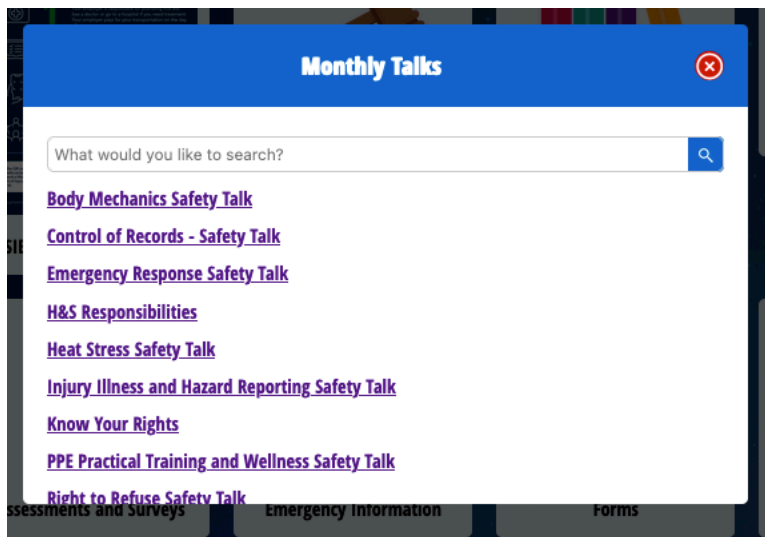 Monthly Talks
What would you like to search?
Body Mechanics Safety Talk
Control of Records - Safety Talk
Emergency Response Safety Talk
H&S Responsibilities
Heat Stress Safety Talk
Injury Illness and Hazard Reporting Safety Talk
Know Your Rights
PPE Practical Training and Wellness Safety Talk
Right to Refuse Safety Talk
and Surveys
Emergency Information
Forms